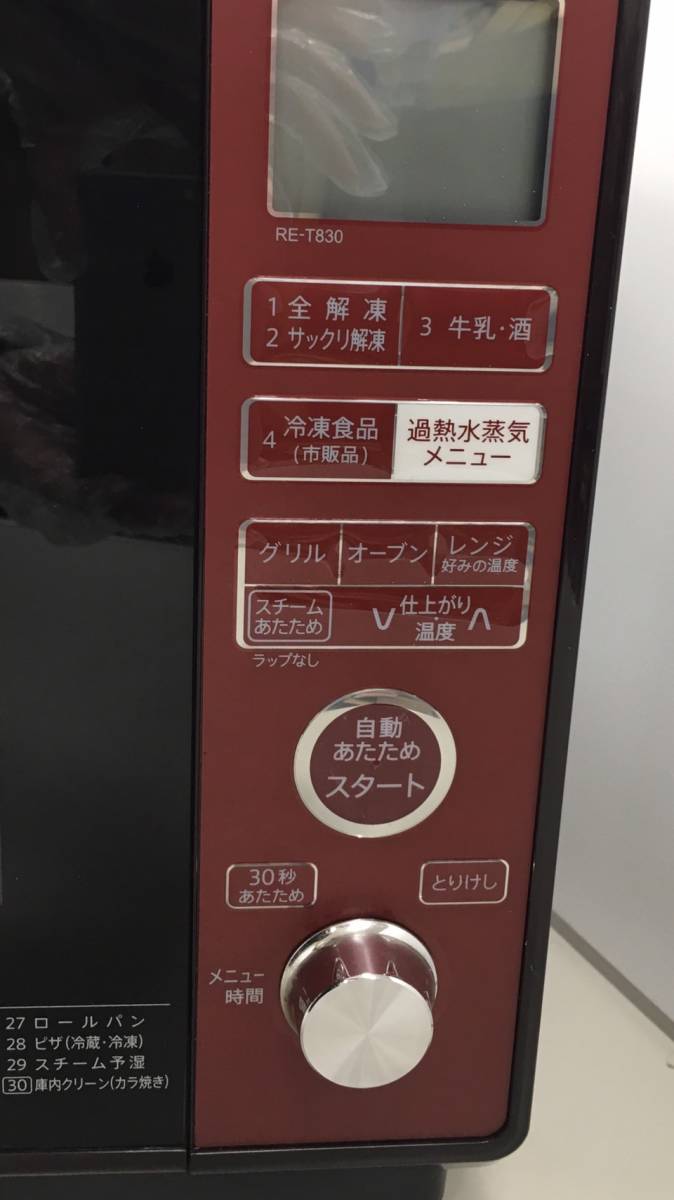 RE-T830
1 全解凍
2 サックリ解凍
3 牛乳・酒
4 冷凍食品
(市販品)
過熱水蒸気
メニュー
グリル
オーブン
レンジ
好みの温度
スチーム
あたため
仕上がり
温度
ラップなし
自動
あたため
スタート
30秒
あたため
とりけし
メニュー
時間
27 ロールパン
28 ピザ(冷蔵・冷凍)
29 スチーム予湿
30 庫内クリーン(カラ焼き)